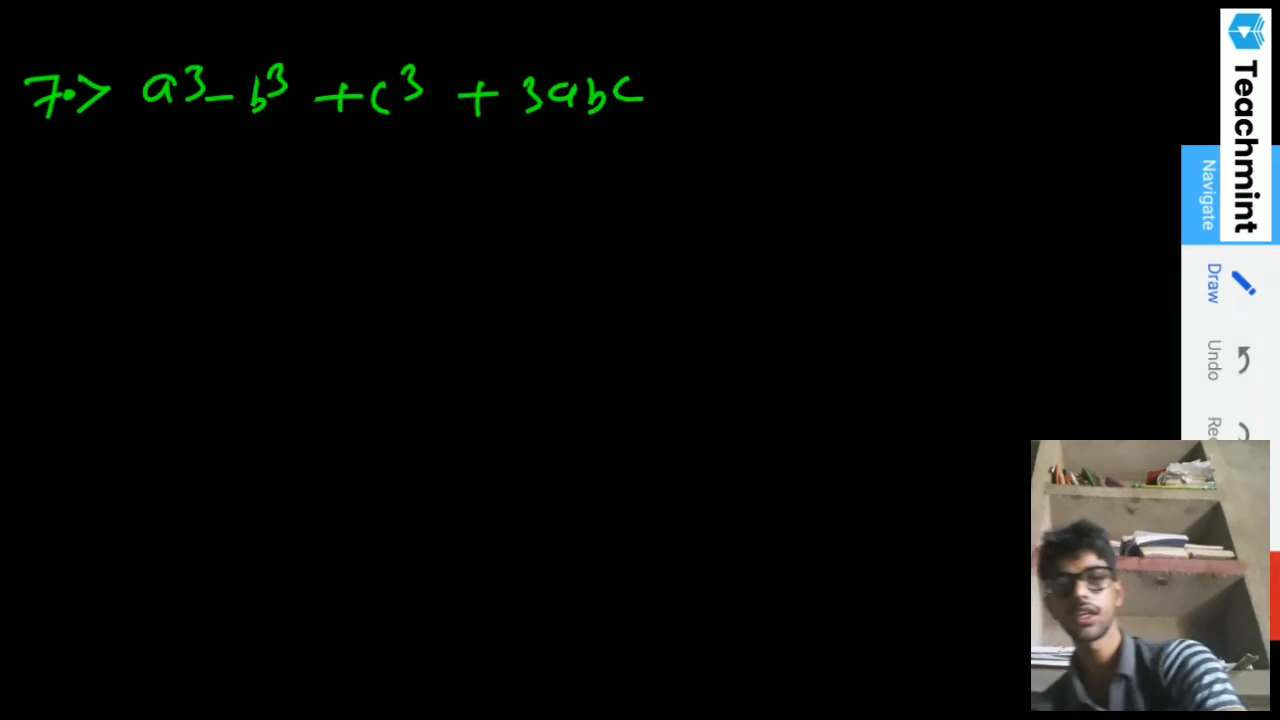 7.> a³ - b³ + c³ + 3abc
Teachmint
Navigate
Draw
Undo